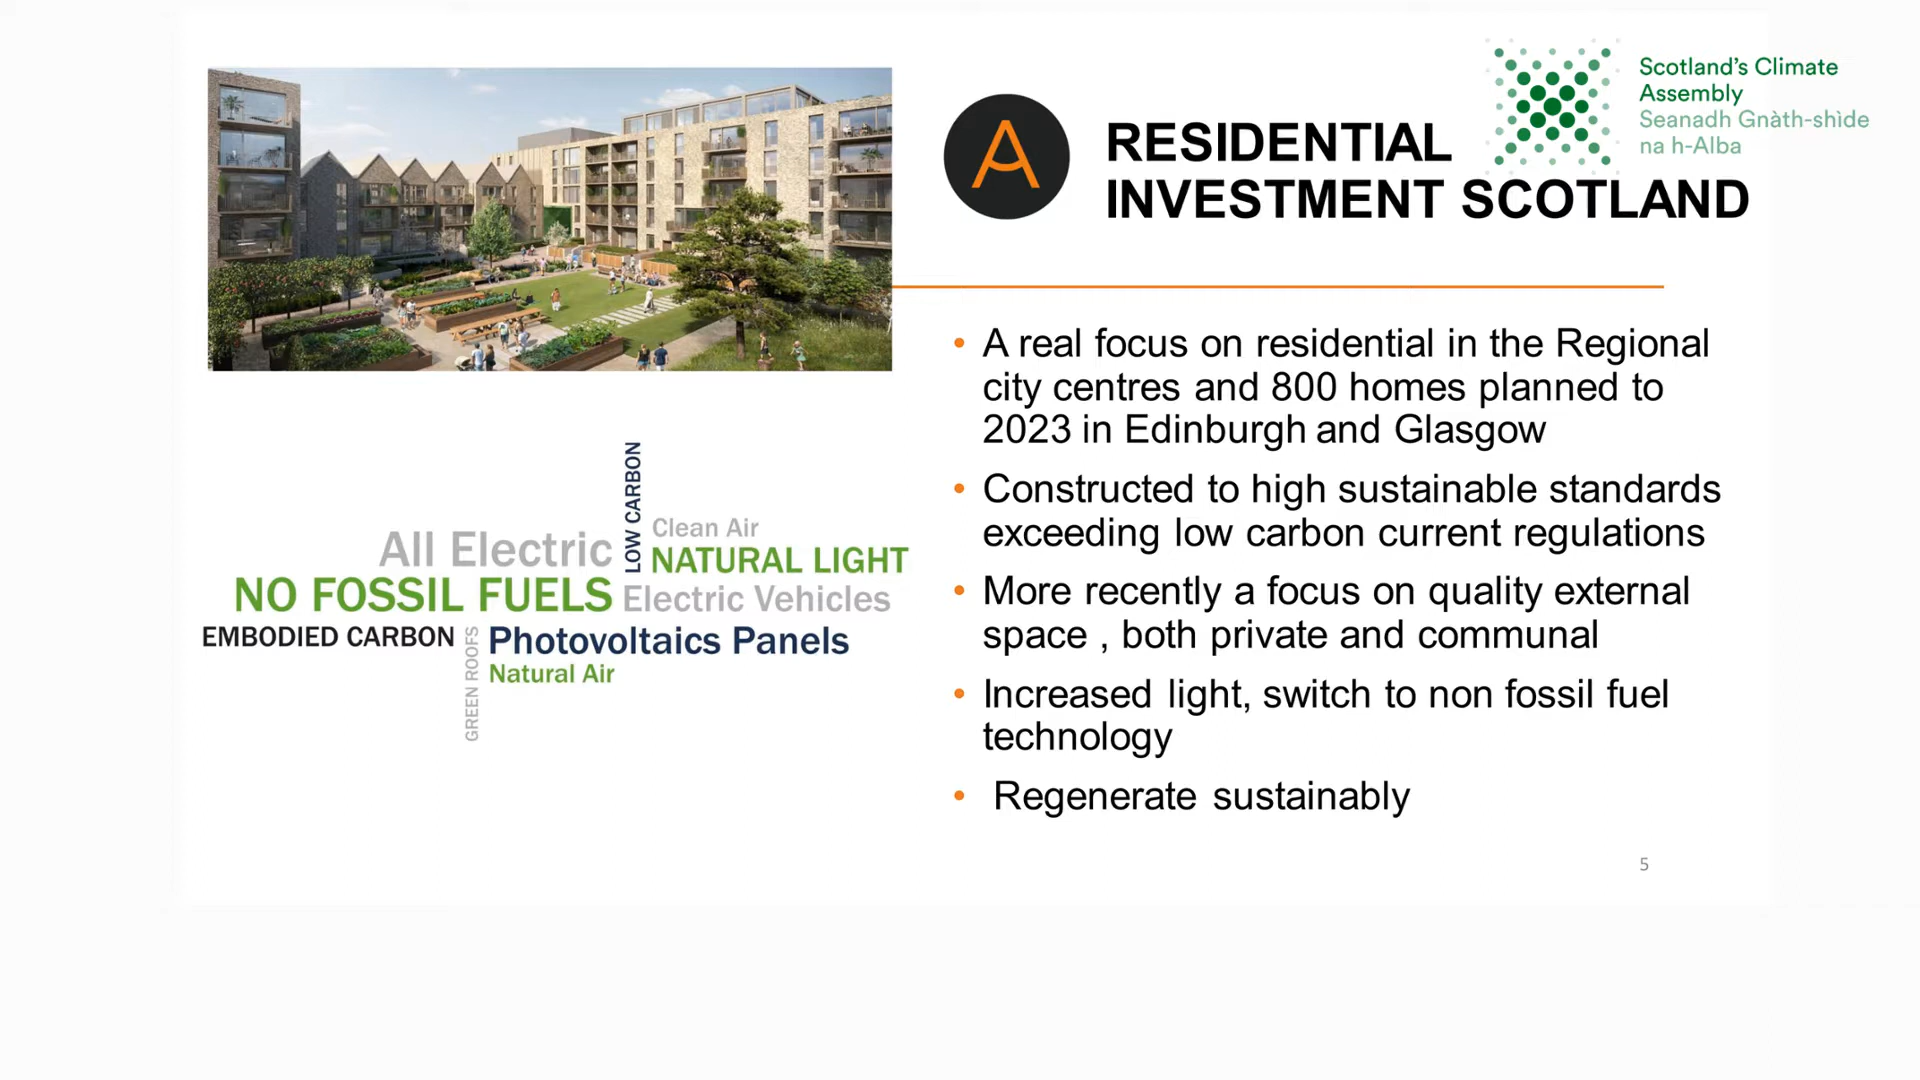 RESIDENTIAL
INVESTMENT SCOTLAND
Scotland's Climate
Assembly
Seanadh Gnàth-shìde
na h-Alba
• A real focus on residential in the Regional
city centres and 800 homes planned to
2023 in Edinburgh and Glasgow
• Constructed to high sustainable standards
exceeding low carbon current regulations
• More recently a focus on quality external
space , both private and communal
• Increased light, switch to non fossil fuel
technology
• Regenerate sustainably
All Electric
LOW CARBON
Clean Air
NATURAL LIGHT
NO FOSSIL FUELS
Electric Vehicles
EMBODIED CARBON
GREEN ROOFS
Photovoltaics Panels
Natural Air
5